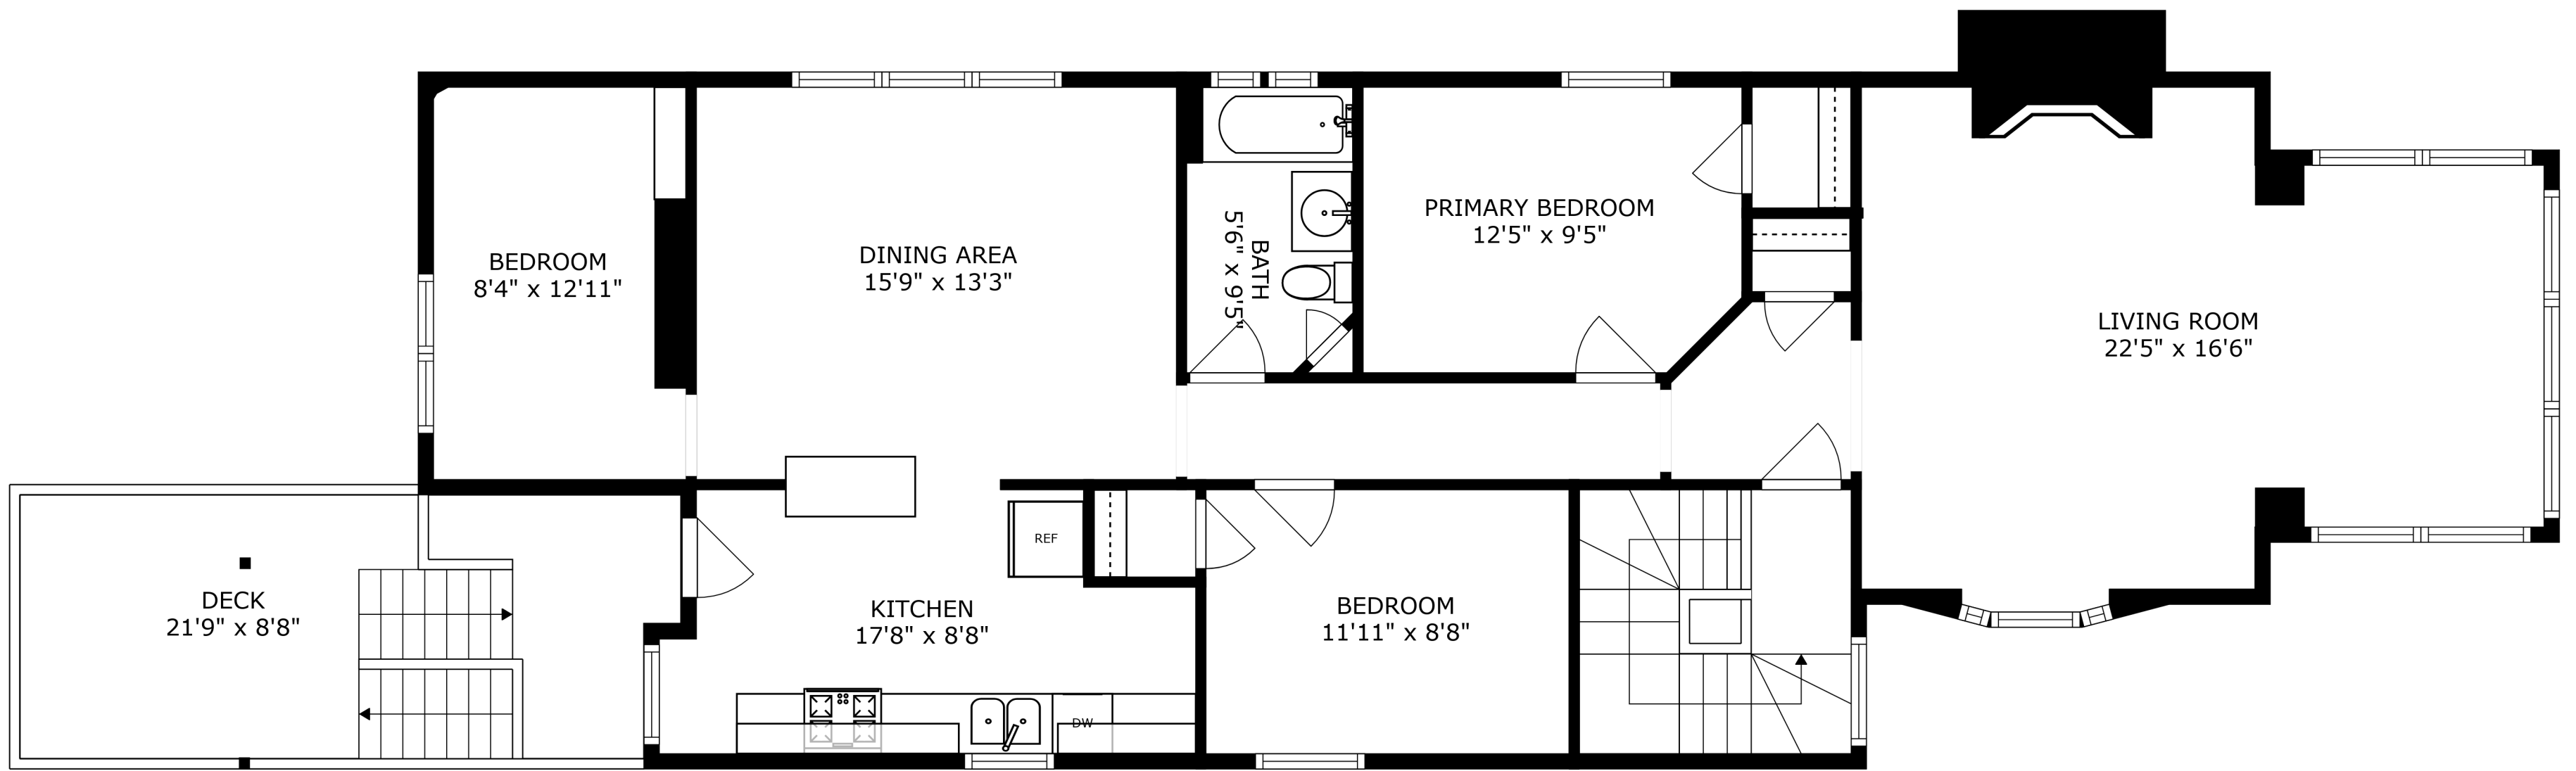 PRIMARY BEDROOM
12'5" x 9'5"
DINING AREA
15'9" x 13'3"
BATH
5'6" x 9'5"
BEDROOM
8'4" x 12'11"
LIVING ROOM
22'5" x 16'6"
REF
DECK
21'9" x 8'8"
KITCHEN
17'8" x 8'8"
BEDROOM
11'11" x 8'8"
DW